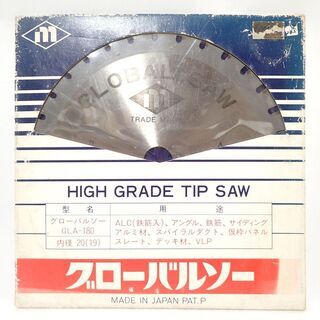 m
GLOBAL SAW
m
TRADE M
HIGH GRADE TIP SAW
型名 用途
グローバルソー
GLA-180
内径 20(19)
ALC(鉄筋入)、アングル、鉄筋、サイディング
アルミ材、スパイラルダクト、仮枠パネル
スレート、デッキ材、VLP
グローバルソー
MADE IN JAPAN PAT.P